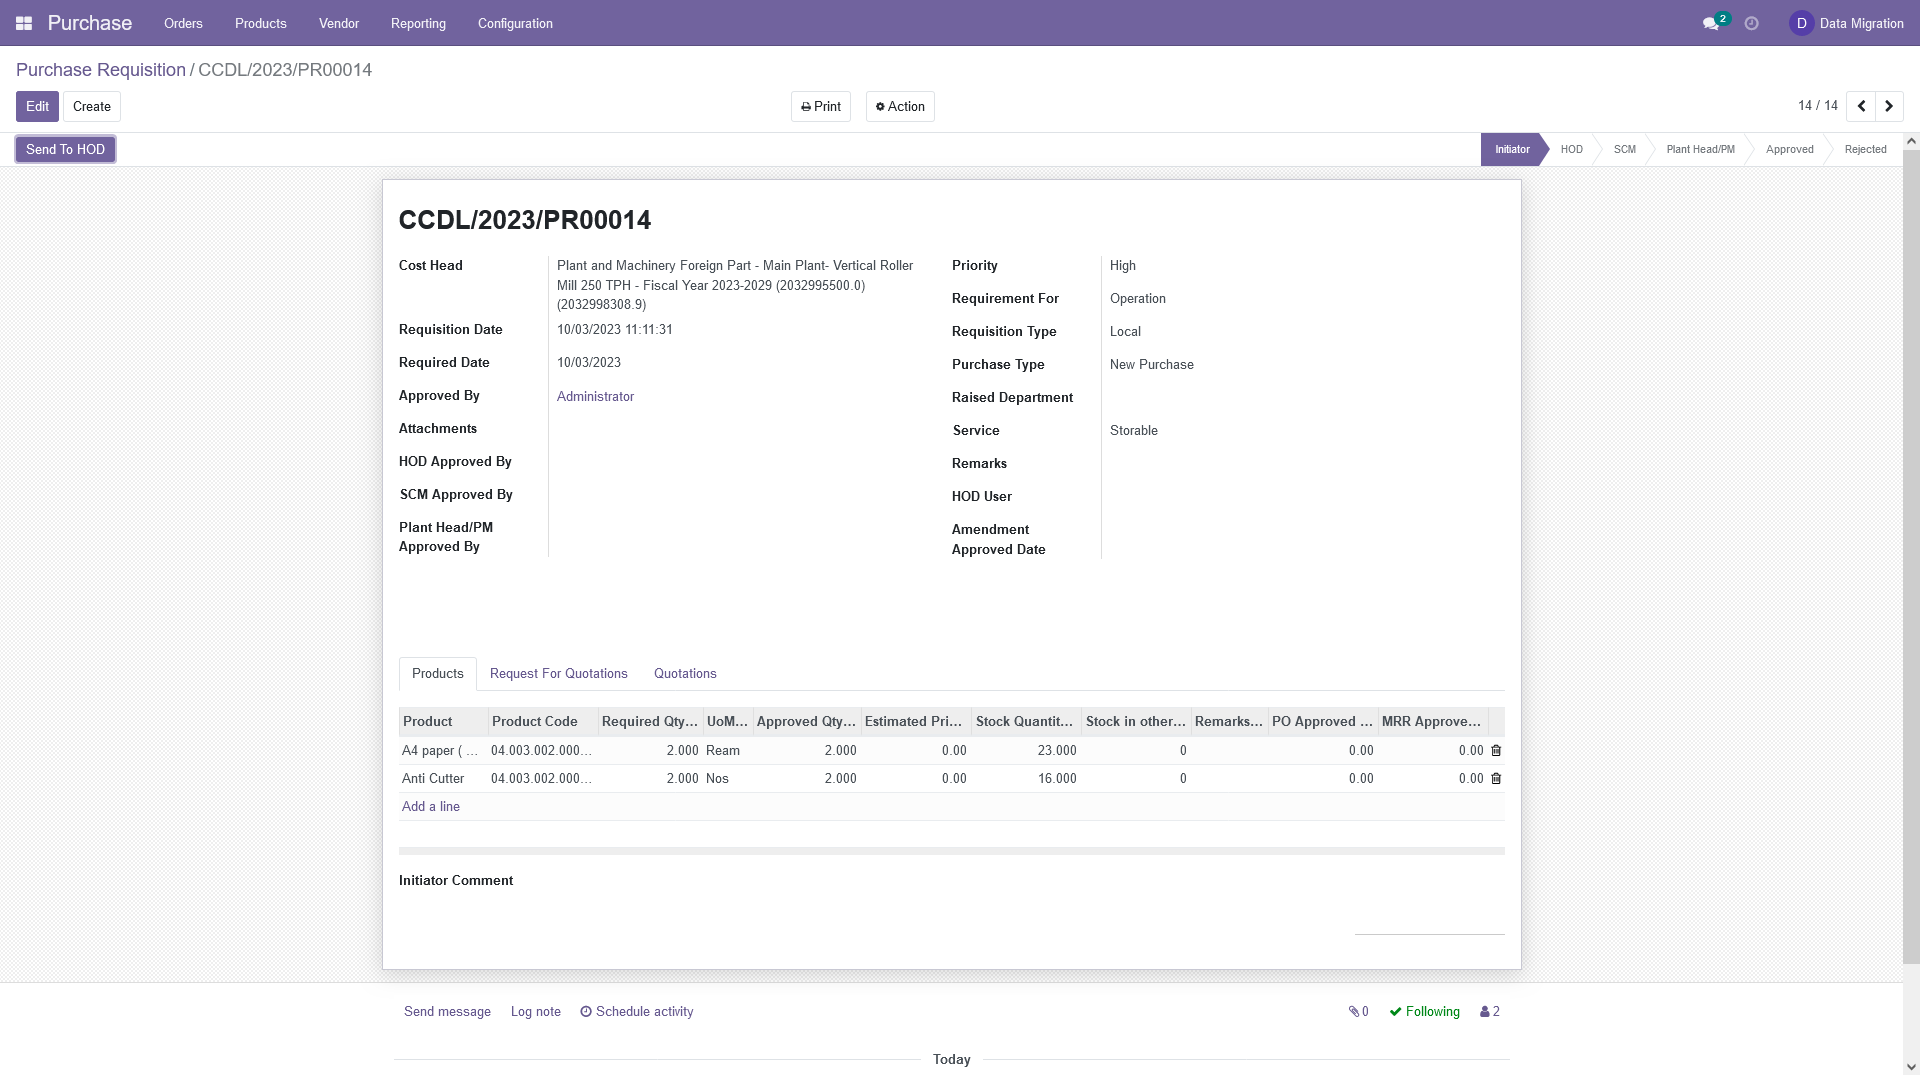 Purchase Orders Products Vendor Reporting Configuration 2 D Data Migration
Purchase Requisition / CCDL/2023/PR00014
Edit Create Print Action 14 / 14
Send To HOD Initiator HOD SCM Plant Head/PM Approved Rejected
CCDL/2023/PR00014
Cost Head Plant and Machinery Foreign Part - Main Plant- Vertical Roller
Mill 250 TPH - Fiscal Year 2023-2029 (2032995500.0)
(2032998308.9)
Requisition Date 10/03/2023 11:11:31
Required Date 10/03/2023
Approved By Administrator
Attachments
HOD Approved By
SCM Approved By
Plant Head/PM
Approved By
Priority High
Requirement For Operation
Requisition Type Local
Purchase Type New Purchase
Raised Department
Service Storable
Remarks
HOD User
Amendment
Approved Date
Products Request For Quotations Quotations
Product Product Code Required Qty... UoM... Approved Qty... Estimated Pri... Stock Quantit... Stock in other... Remarks... PO Approved ... MRR Approve...
A4 paper ( ... 04.003.002.000... 2.000 Ream 2.000 0.00 23.000 0 0.00 0.00
Anti Cutter 04.003.002.000... 2.000 Nos 2.000 0.00 16.000 0 0.00 0.00
Add a line
Initiator Comment
Send message Log note Schedule activity 0 Following 2
Today